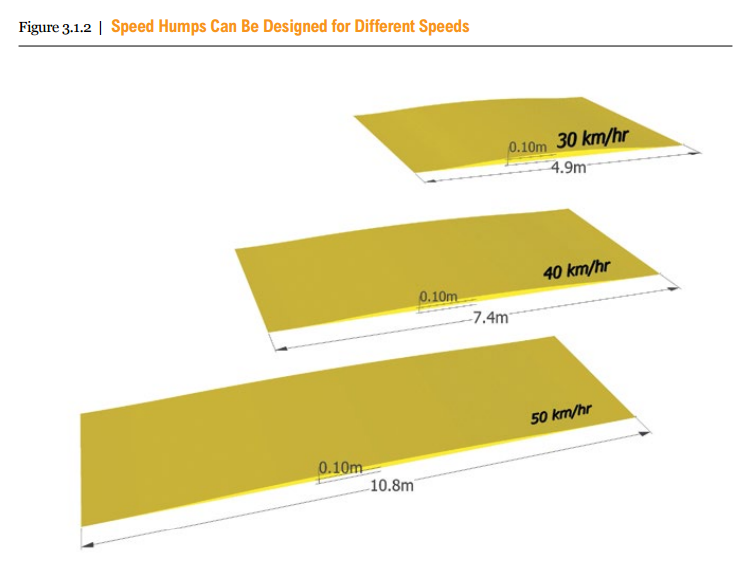 Figure 3.1.2 | Speed Humps Can Be Designed for Different Speeds
0.10m 30 km/hr
4.9m
40 km/hr
0.10m
7.4m
50 km/hr
0.10m
10.8m